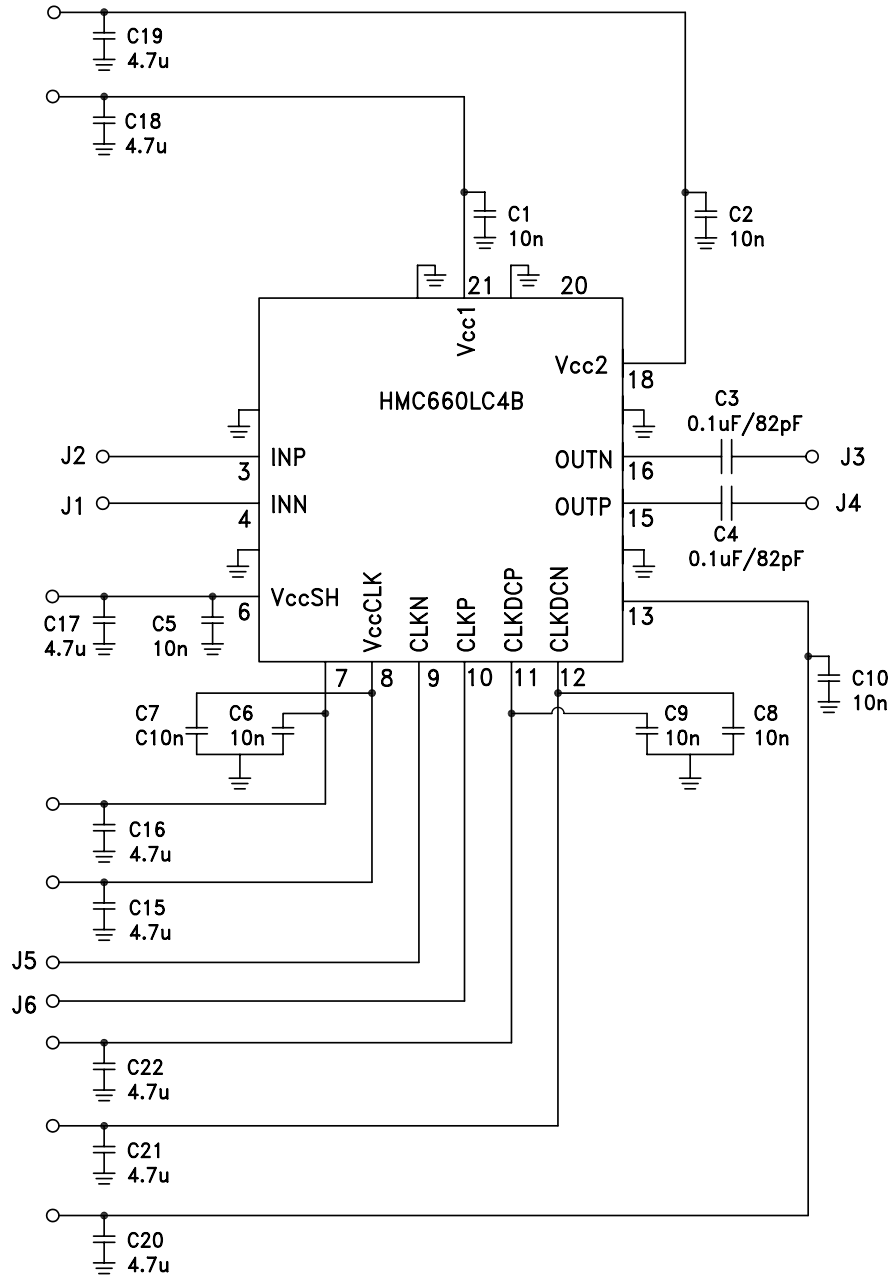 C19
4.7u
C18
4.7u
C1
10n
C2
10n
21
20
Vcc1
Vcc2
18
HMC660LC4B
C3
0.1uF/82pF
J2
3
INP
OUTN
16
J3
J1
4
INN
OUTP
15
J4
C4
0.1uF/82pF
VccSH
6
C17
4.7u
C5
10n
VccCLK
CLKN
CLKP
CLKDCP
CLKDCN
13
7
8
9
10
11
12
C10
10n
C7
C10n
C6
10n
C9
10n
C8
10n
C16
4.7u
C15
4.7u
J5
J6
C22
4.7u
C21
4.7u
C20
4.7u